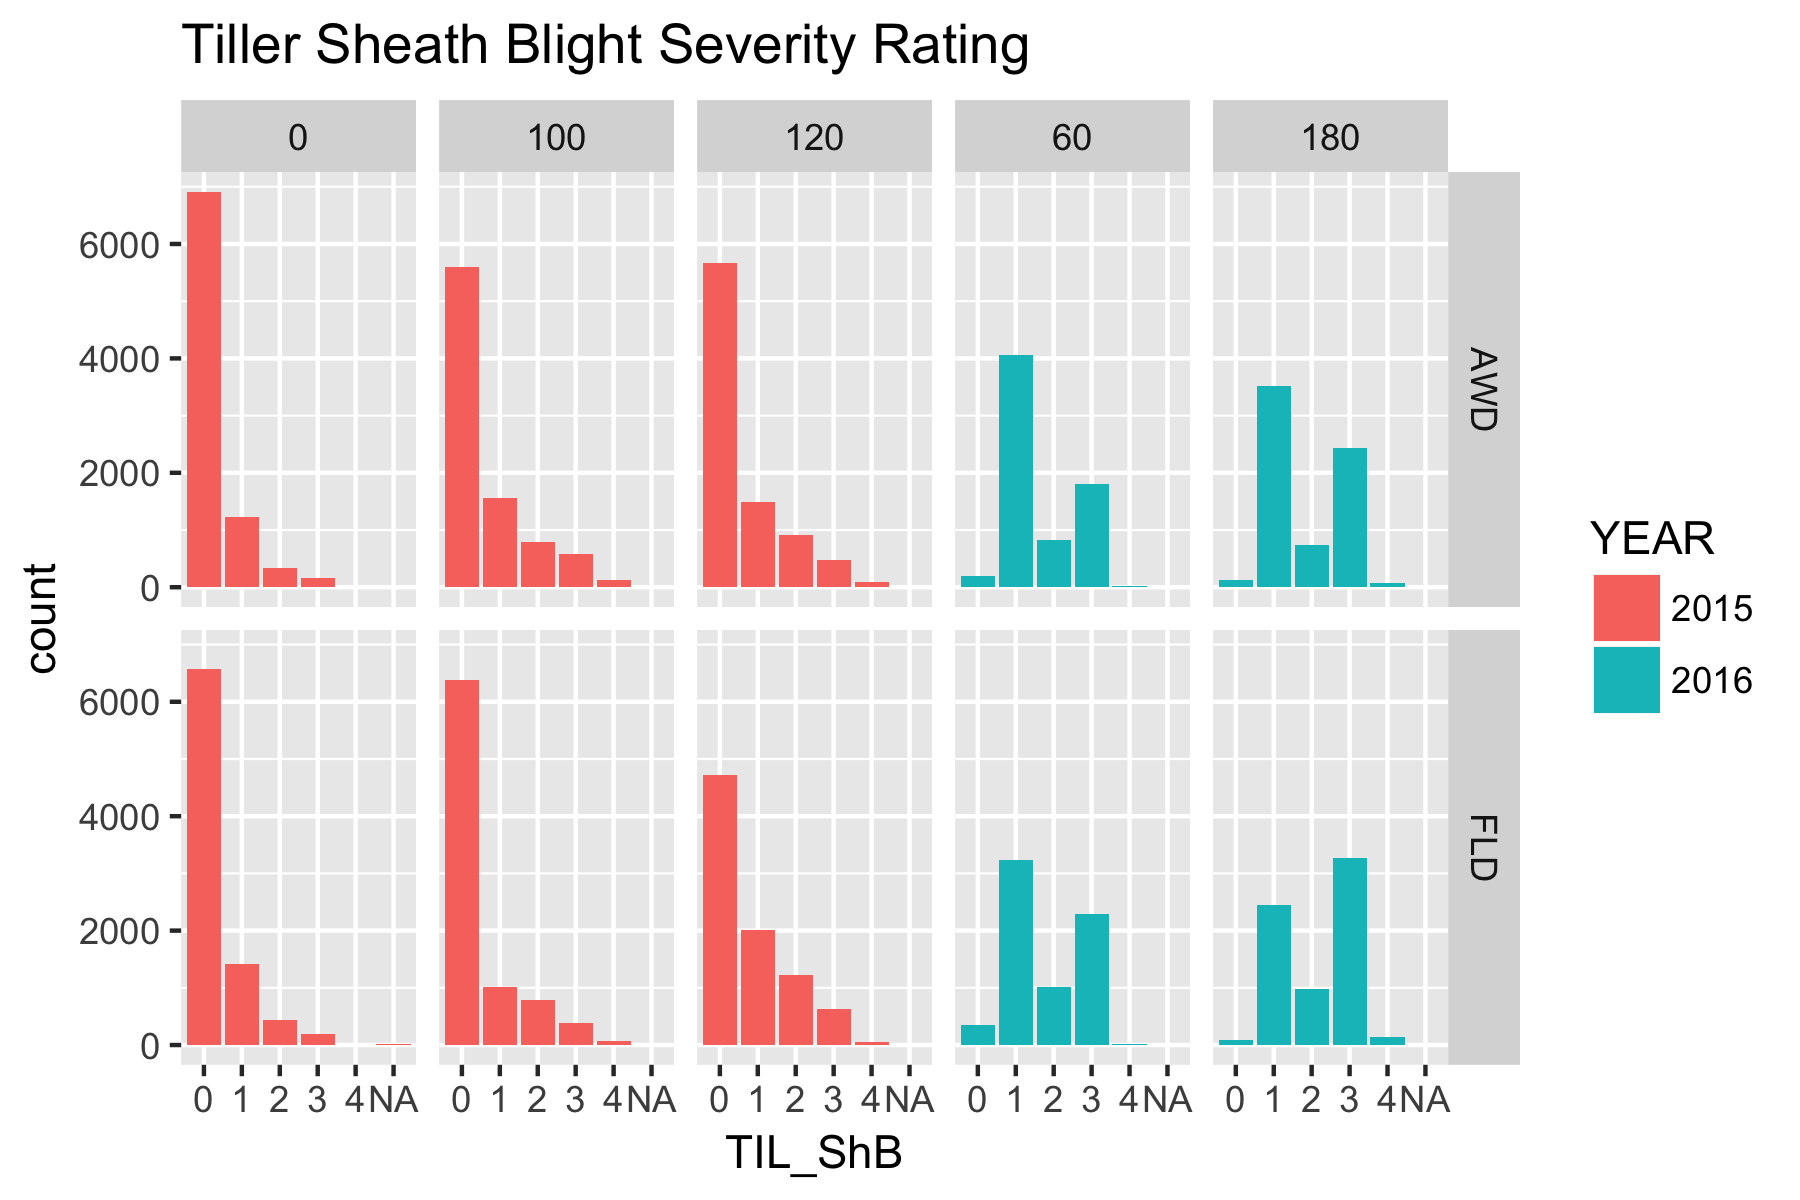 Tiller Sheath Blight Severity Rating
0 100 120 60 180
6000
4000
2000
0
AWD
count
6000
4000
2000
0
FLD
0 1 2 3 4 NA 0 1 2 3 4 NA 0 1 2 3 4 NA 0 1 2 3 4 NA 0 1 2 3 4 NA
TIL_ShB
YEAR
2015
2016